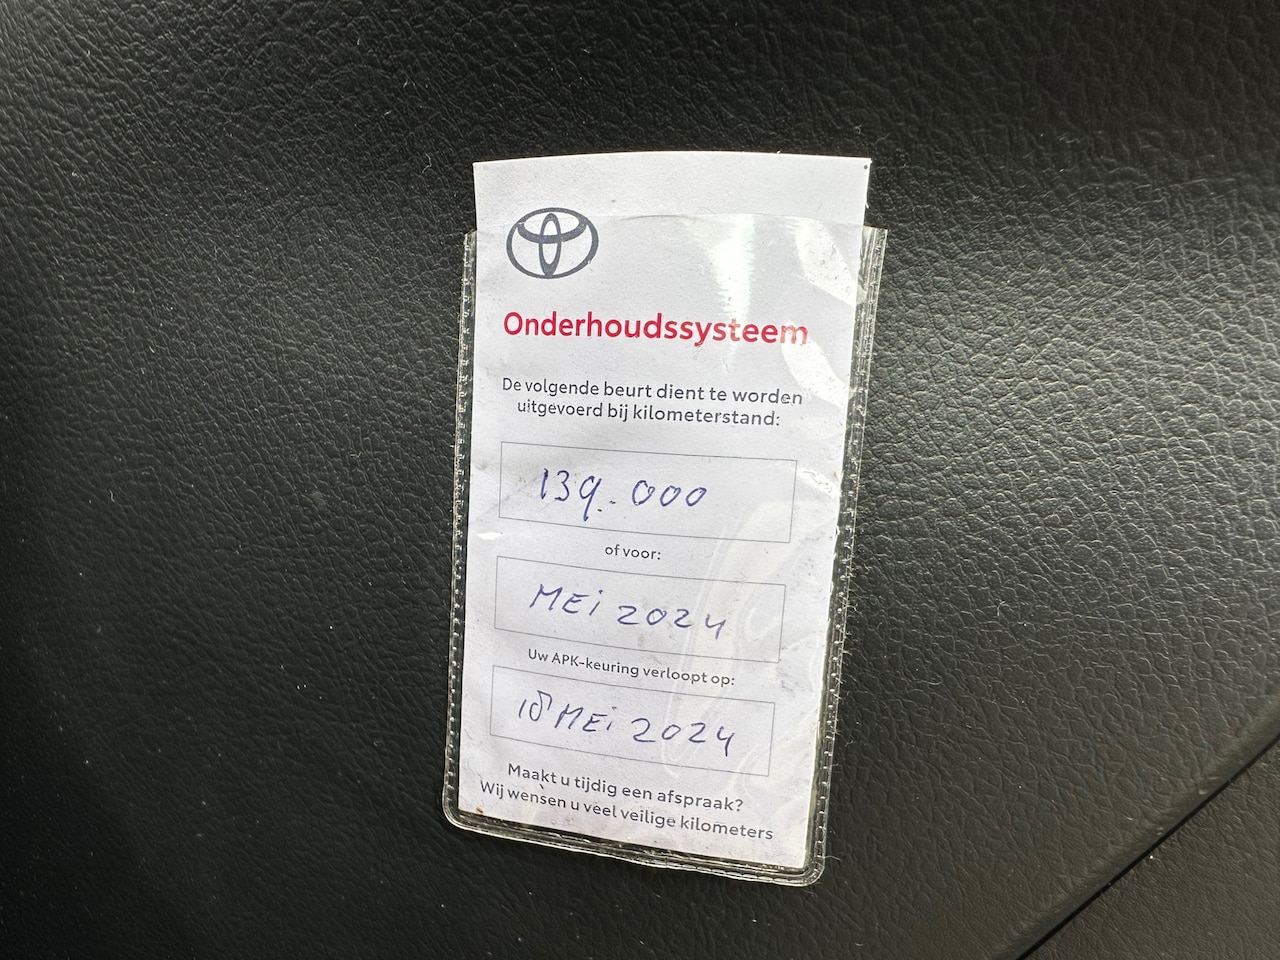 Onderhoudssysteem
De volgende beurt dient te worden
uitgevoerd bij kilometerstand:
139.000
of voor:
MEi 2024
Uw APK-keuring verloopt op:
18 MEi 2024
Maakt u tijdig een afspraak?
Wij wensen u veel veilige kilometers